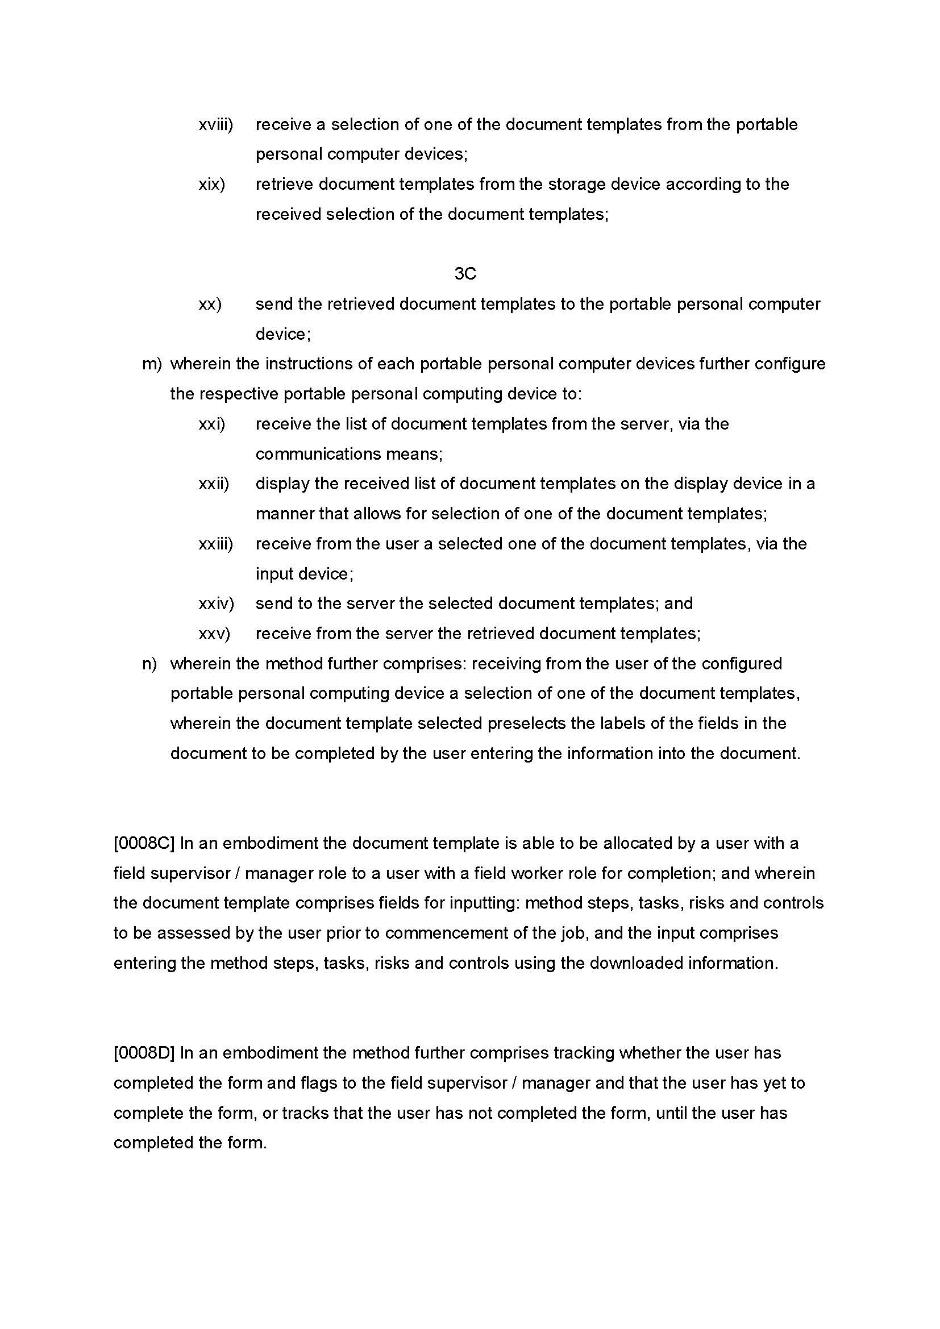 xviii) receive a selection of one of the document templates from the portable
personal computer devices;
xix) retrieve document templates from the storage device according to the
received selection of the document templates;
3C
xx) send the retrieved document templates to the portable personal computer
device;
m) wherein the instructions of each portable personal computer devices further configure
the respective portable personal computing device to:
xxi) receive the list of document templates from the server, via the
communications means;
xxii) display the received list of document templates on the display device in a
manner that allows for selection of one of the document templates;
xxiii) receive from the user a selected one of the document templates, via the
input device;
xxiv) send to the server the selected document templates; and
xxv) receive from the server the retrieved document templates;
n) wherein the method further comprises: receiving from the user of the configured
portable personal computing device a selection of one of the document templates,
wherein the document template selected preselects the labels of the fields in the
document to be completed by the user entering the information into the document.
[0008C] In an embodiment the document template is able to be allocated by a user with a
field supervisor / manager role to a user with a field worker role for completion; and wherein
the document template comprises fields for inputting: method steps, tasks, risks and controls
to be assessed by the user prior to commencement of the job, and the input comprises
entering the method steps, tasks, risks and controls using the downloaded information.
[0008D] In an embodiment the method further comprises tracking whether the user has
completed the form and flags to the field supervisor / manager and that the user has yet to
complete the form, or tracks that the user has not completed the form, until the user has
completed the form.